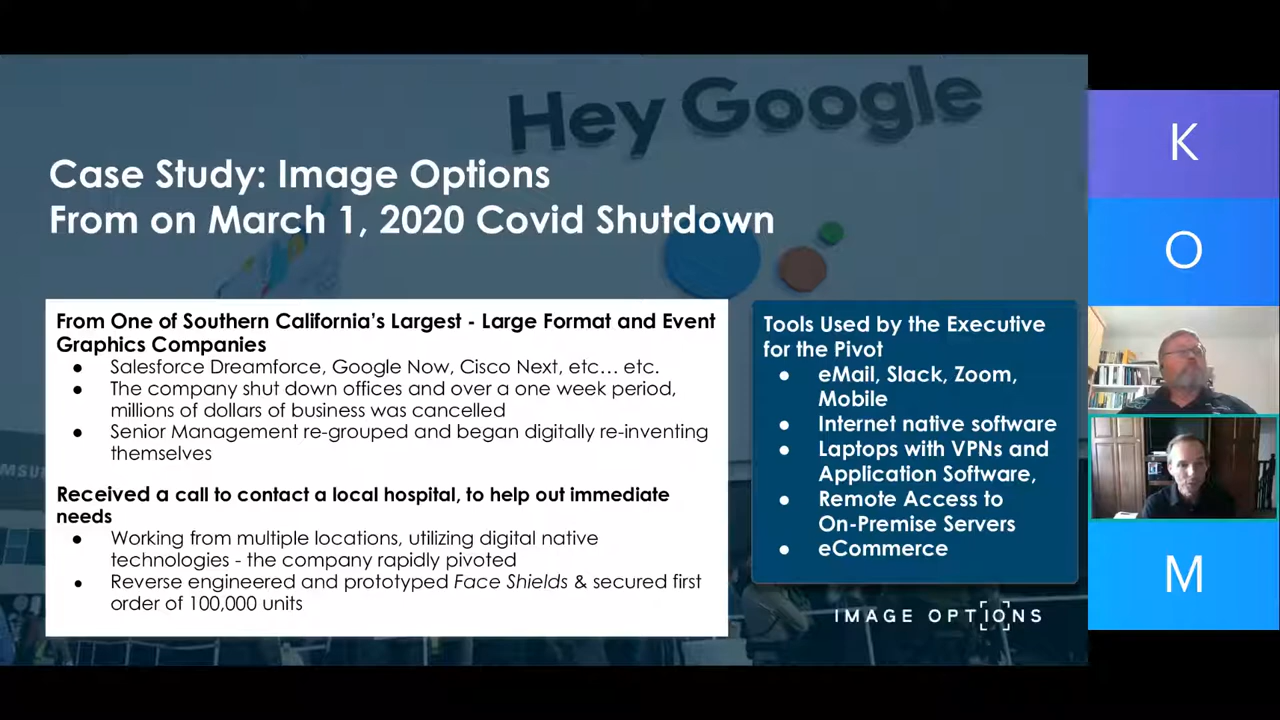 Hey Google
Case Study: Image Options
From on March 1, 2020 Covid Shutdown
From One of Southern California’s Largest - Large Format and Event
Graphics Companies
● Salesforce Dreamforce, Google Now, Cisco Next, etc… etc.
● The company shut down offices and over a one week period,
millions of dollars of business was cancelled
● Senior Management re-grouped and began digitally re-inventing
themselves
Received a call to contact a local hospital, to help out immediate
needs
● Working from multiple locations, utilizing digital native
technologies - the company rapidly pivoted
● Reverse engineered and prototyped Face Shields & secured first
order of 100,000 units
Tools Used by the Executive
for the Pivot
● eMail, Slack, Zoom,
Mobile
● Internet native software
● Laptops with VPNs and
Application Software,
● Remote Access to
On-Premise Servers
● eCommerce
IMAGE OPTIONS
K
O
M